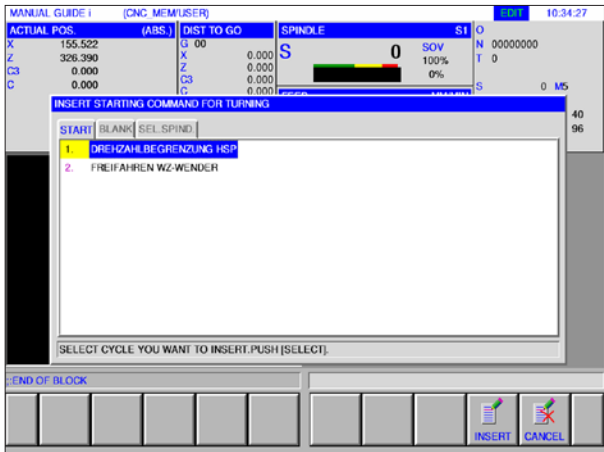 MANUAL GUIDE i (CNC_MEM/USER) EDIT 10:34:27
ACTUAL POS. (ABS.) DIST TO GO SPINDLE S1 O
X 155.522 G 00 S 0 SOV N 00000000
Z 326.390 X 0.000 100% T 0
C3 0.000 Z 0.000 0%
C 0.000 C3 0.000 S 0 M5
C 0.000
INSERT STARTING COMMAND FOR TURNING
40
START BLANK SEL.SPIND. 96
1. DREHZAHLBEGRENZUNG HSP
2. FREIFAHREN WZ-WENDER
SELECT CYCLE YOU WANT TO INSERT.PUSH [SELECT].
;:END OF BLOCK
INSERT CANCEL